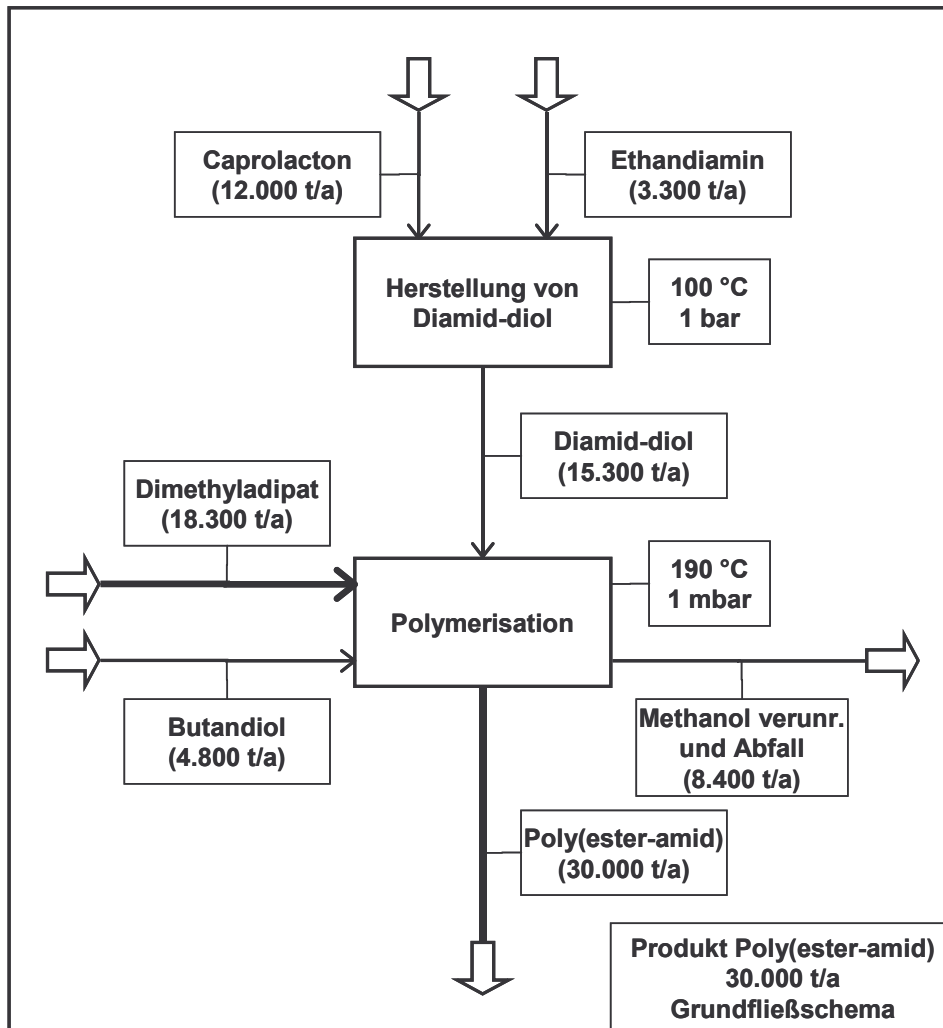 Caprolacton
(12.000 t/a)
Ethandiamin
(3.300 t/a)
Herstellung von
Diamid-diol
100 °C
1 bar
Diamid-diol
(15.300 t/a)
Dimethyladipat
(18.300 t/a)
Polymerisation
190 °C
1 mbar
Butandiol
(4.800 t/a)
Methanol verunr.
und Abfall
(8.400 t/a)
Poly(ester-amid)
(30.000 t/a)
Produkt Poly(ester-amid)
30.000 t/a
Grundfließschema